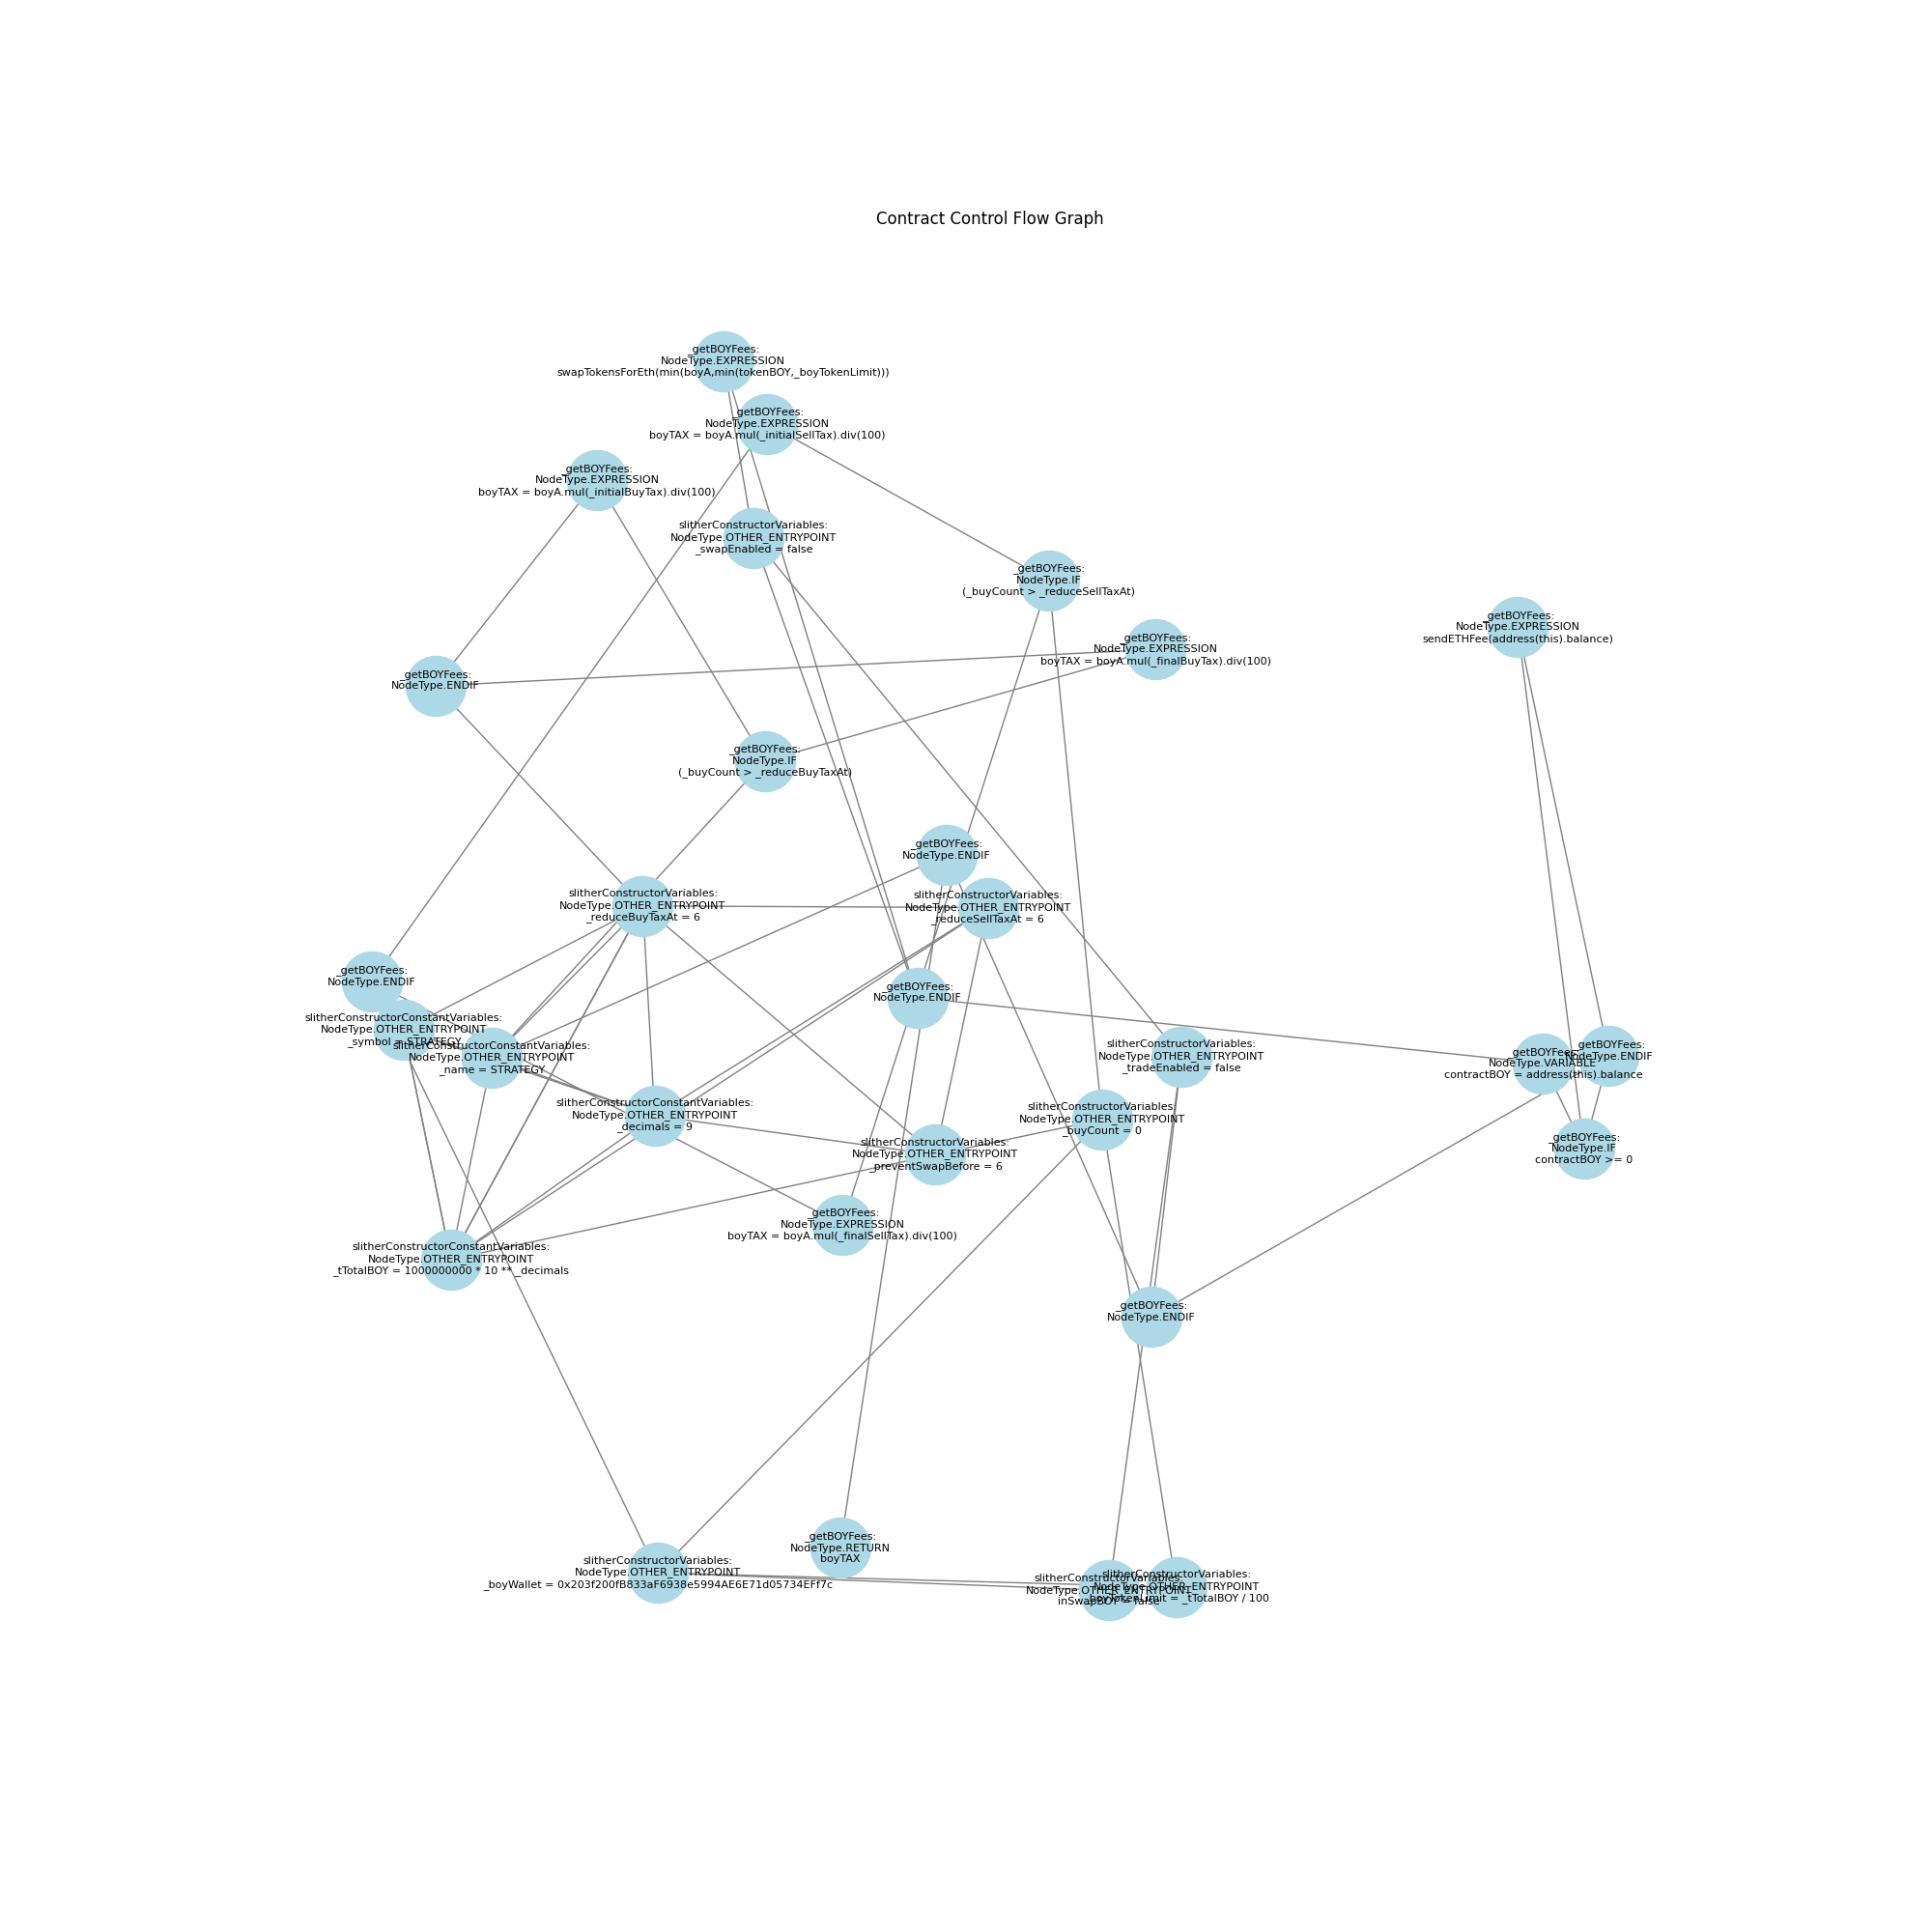 Contract Control Flow Graph
_getBOYFees:
NodeType.EXPRESSION
swapTokensForEth(min(boyA,min(tokenBOY,_boyTokenLimit)))
_getBOYFees:
NodeType.EXPRESSION
boyTAX = boyA.mul(_initialSellTax).div(100)
_getBOYFees:
NodeType.EXPRESSION
boyTAX = boyA.mul(_initialBuyTax).div(100)
slitherConstructorVariables:
NodeType.OTHER_ENTRYPOINT
_swapEnabled = false
_getBOYFees:
NodeType.IF
(_buyCount > _reduceSellTaxAt)
_getBOYFees:
NodeType.EXPRESSION
sendETHFee(address(this).balance)
_getBOYFees:
NodeType.EXPRESSION
boyTAX = boyA.mul(_finalBuyTax).div(100)
_getBOYFees:
NodeType.ENDIF
_getBOYFees:
NodeType.IF
(_buyCount > _reduceBuyTaxAt)
_getBOYFees:
NodeType.ENDIF
slitherConstructorVariables:
NodeType.OTHER_ENTRYPOINT
_reduceBuyTaxAt = 6
slitherConstructorVariables:
NodeType.OTHER_ENTRYPOINT
_reduceSellTaxAt = 6
_getBOYFees:
NodeType.ENDIF
_getBOYFees:
NodeType.ENDIF
slitherConstructorConstantVariables:
NodeType.OTHER_ENTRYPOINT
_symbol = STRATEGY
slitherConstructorConstantVariables:
NodeType.OTHER_ENTRYPOINT
_name = STRATEGY
slitherConstructorVariables:
NodeType.OTHER_ENTRYPOINT
_tradeEnabled = false
_getBOYFees:
NodeType.VARIABLE
contractBOY = address(this).balance
_getBOYFees:
NodeType.ENDIF
slitherConstructorConstantVariables:
NodeType.OTHER_ENTRYPOINT
_decimals = 9
slitherConstructorVariables:
NodeType.OTHER_ENTRYPOINT
_buyCount = 0
slitherConstructorVariables:
NodeType.OTHER_ENTRYPOINT
_preventSwapBefore = 6
_getBOYFees:
NodeType.IF
contractBOY >= 0
_getBOYFees:
NodeType.EXPRESSION
boyTAX = boyA.mul(_finalSellTax).div(100)
slitherConstructorConstantVariables:
NodeType.OTHER_ENTRYPOINT
_tTotalBOY = 1000000000 * 10 ** _decimals
_getBOYFees:
NodeType.ENDIF
_getBOYFees:
NodeType.RETURN
boyTAX
slitherConstructorVariables:
NodeType.OTHER_ENTRYPOINT
_boyWallet = 0x203f200fB833aF6938e5994AE6E71d05734EFf7c
slitherConstructorVariables:
NodeType.OTHER_ENTRYPOINT
inSwapBOY = false
slitherConstructorVariables:
NodeType.OTHER_ENTRYPOINT
_boyTokenLimit = _tTotalBOY / 100